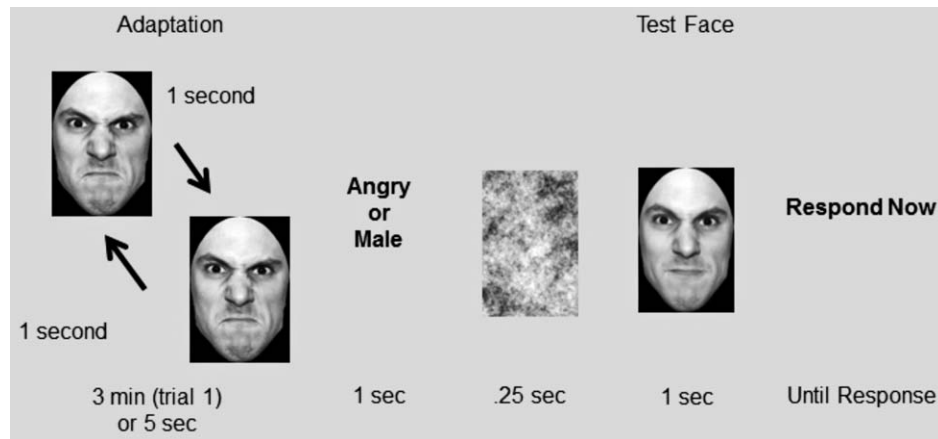 Adaptation
Test Face
1 second
Angry
or
Male
Respond Now
1 second
3 min (trial 1)
or 5 sec
1 sec
.25 sec
1 sec
Until Response